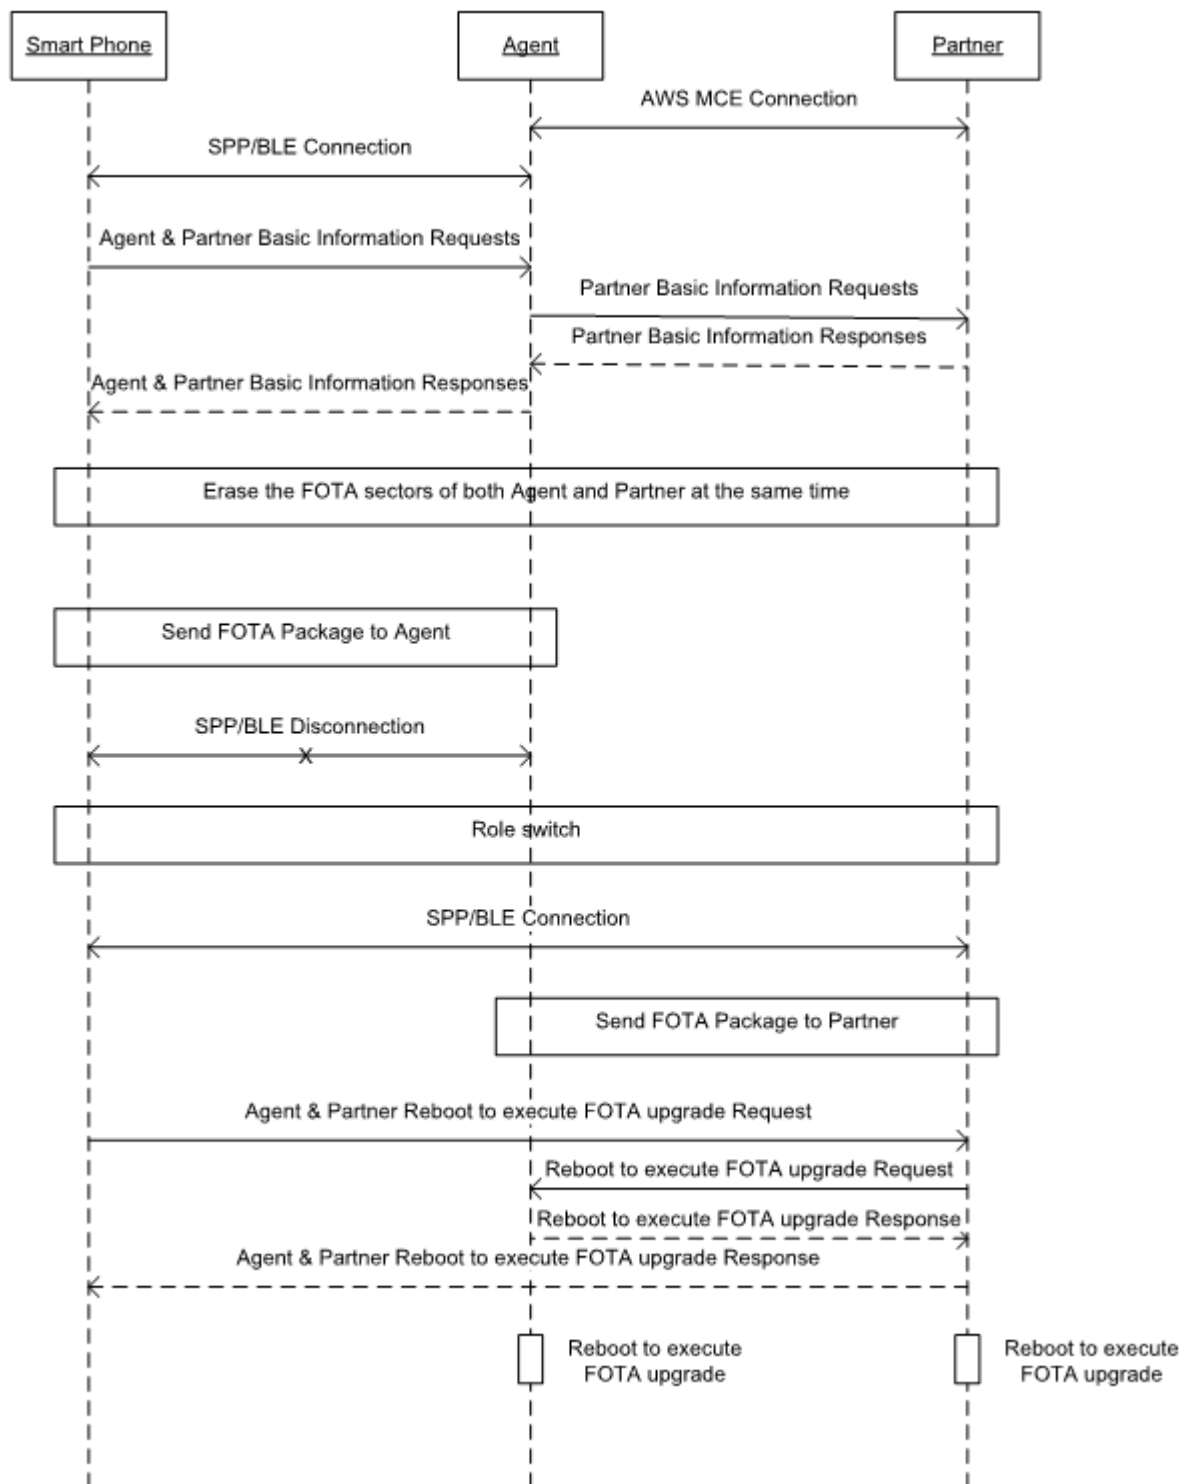 Smart Phone
Agent
Partner
AWS MCE Connection
SPP/BLE Connection
Agent & Partner Basic Information Requests
Partner Basic Information Requests
Partner Basic Information Responses
Agent & Partner Basic Information Responses
Erase the FOTA sectors of both Agent and Partner at the same time
Send FOTA Package to Agent
SPP/BLE Disconnection
X
Role switch
SPP/BLE Connection
Send FOTA Package to Partner
Agent & Partner Reboot to execute FOTA upgrade Request
Reboot to execute FOTA upgrade Request
Reboot to execute FOTA upgrade Response
Agent & Partner Reboot to execute FOTA upgrade Response
Reboot to execute
FOTA upgrade
Reboot to execute
FOTA upgrade